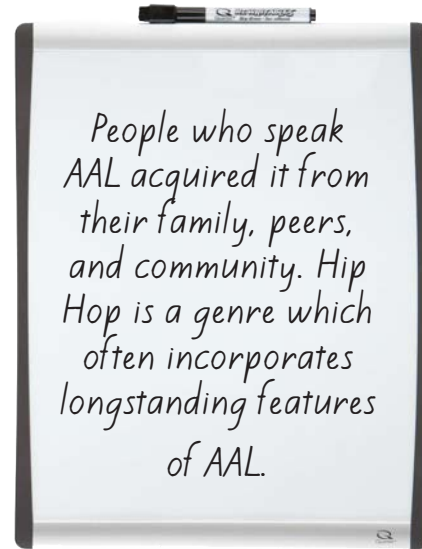 People who speak
AAL acquired it from
their family, peers,
and community. Hip
Hop is a genre which
often incorporates
longstanding features
of AAL.